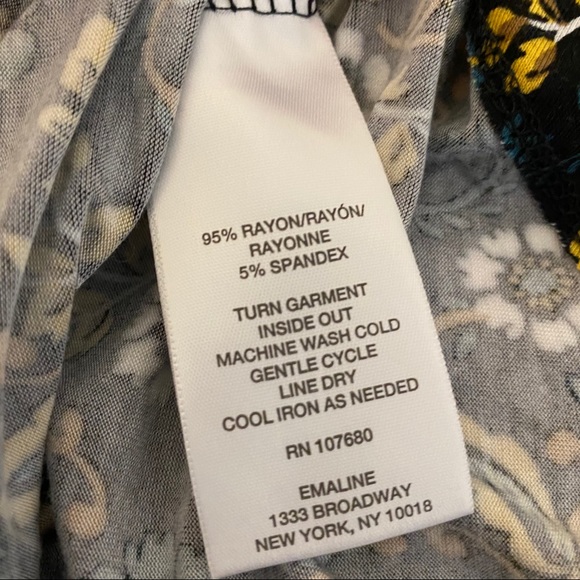 95% RAYON/RAYÓN/
RAYONNE
5% SPANDEX
TURN GARMENT
INSIDE OUT
MACHINE WASH COLD
GENTLE CYCLE
LINE DRY
COOL IRON AS NEEDED
RN 107680
EMALINE
1333 BROADWAY
NEW YORK, NY 10018